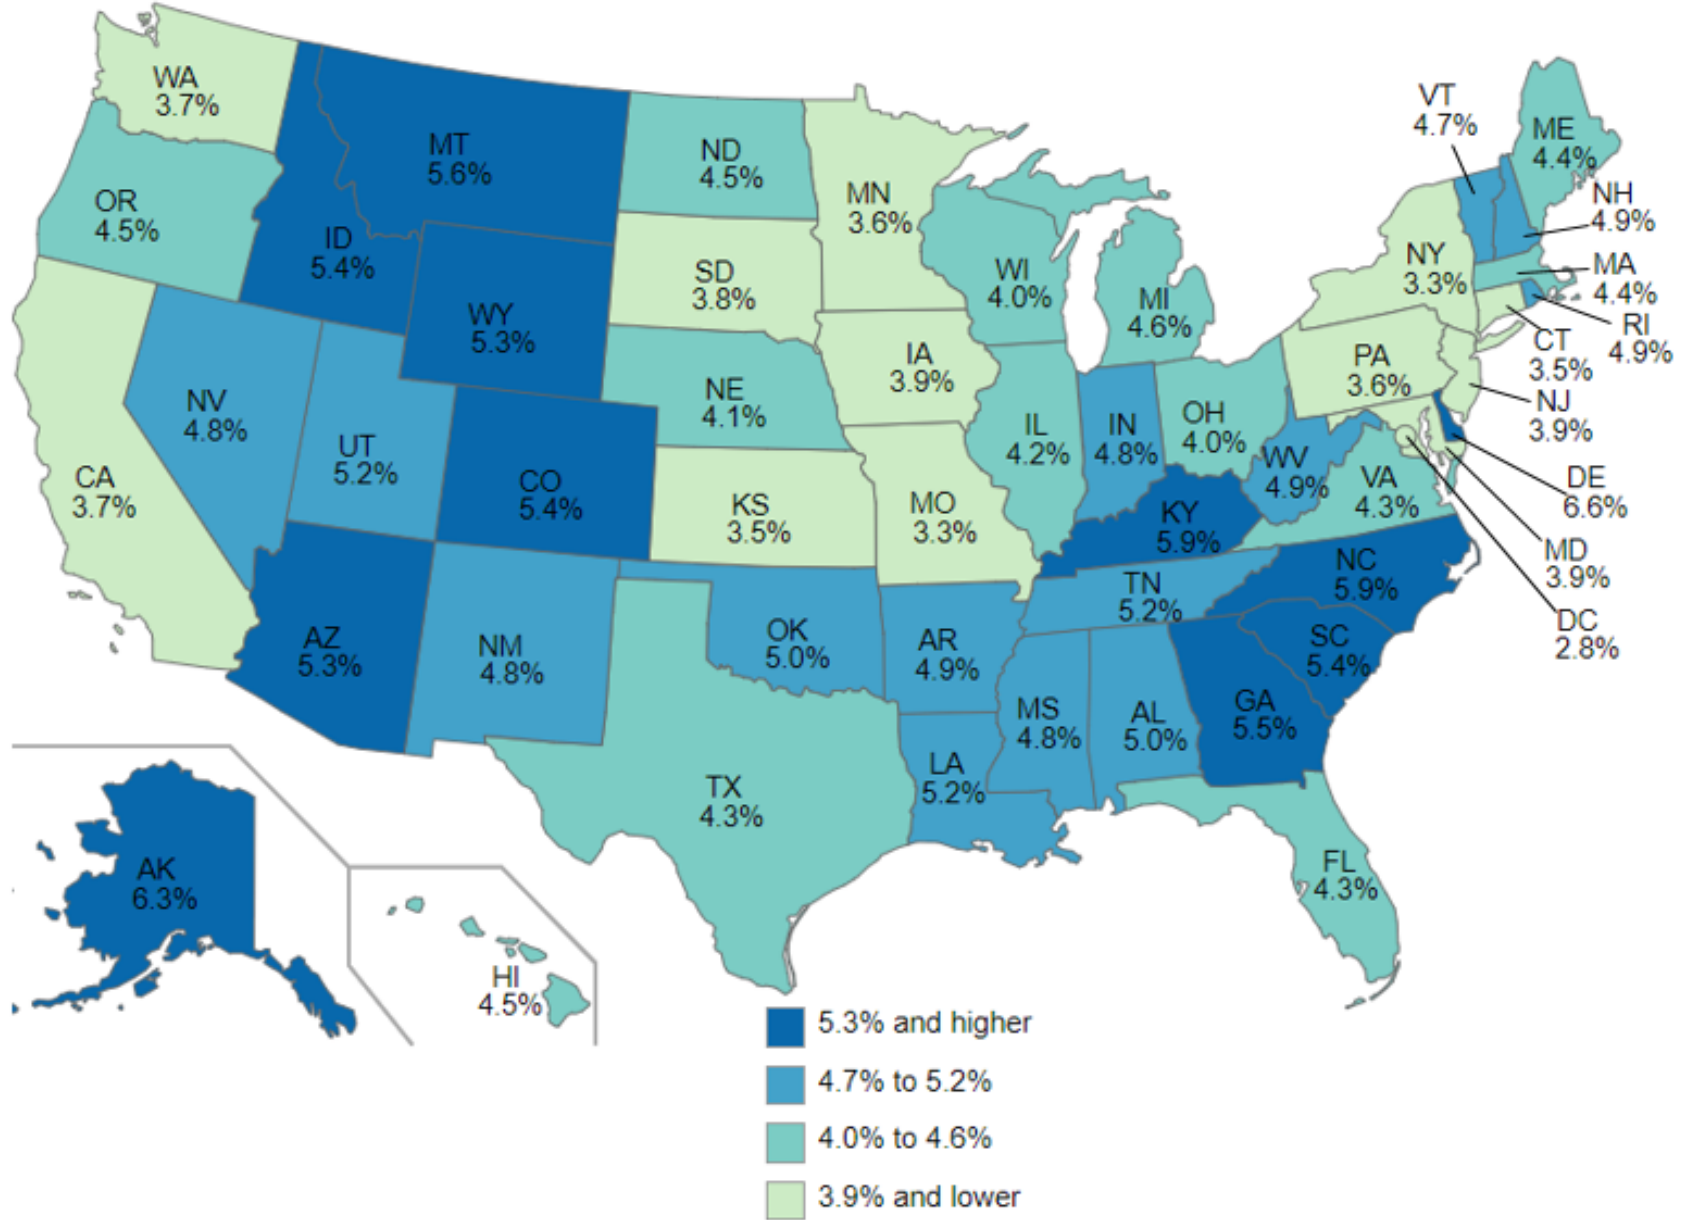 WA
3.7%
MT
5.6%
ND
4.5%
MN
3.6%
VT
4.7%
ME
4.4%
NH
4.9%
OR
4.5%
ID
5.4%
SD
3.8%
WI
4.0%
MI
4.6%
NY
3.3%
MA
4.4%
RI
4.9%
WY
5.3%
CT
3.5%
IA
3.9%
PA
3.6%
NJ
3.9%
NV
4.8%
UT
5.2%
NE
4.1%
IL
4.2%
IN
4.8%
OH
4.0%
WV
4.9%
VA
4.3%
DE
6.6%
CA
3.7%
CO
5.4%
KS
3.5%
MO
3.3%
KY
5.9%
MD
3.9%
NC
5.9%
TN
5.2%
DC
2.8%
AZ
5.3%
NM
4.8%
OK
5.0%
AR
4.9%
SC
5.4%
MS
4.8%
AL
5.0%
GA
5.5%
LA
5.2%
TX
4.3%
AK
6.3%
FL
4.3%
HI
4.5%
5.3% and higher
4.7% to 5.2%
4.0% to 4.6%
3.9% and lower